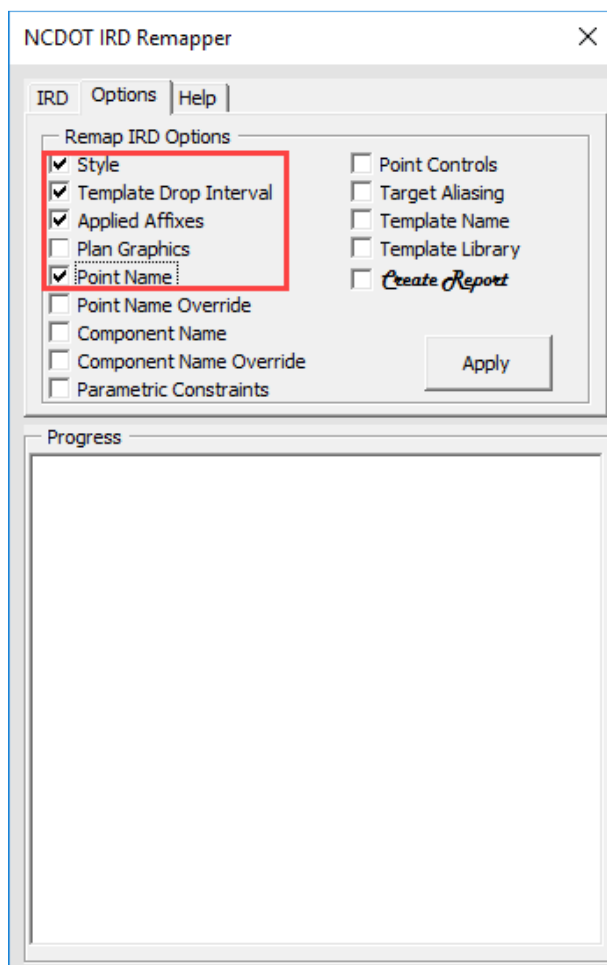 NCDOT IRD Remapper
IRD Options Help
Remap IRD Options
Style
Template Drop Interval
Applied Affixes
Plan Graphics
Point Name
Point Name Override
Component Name
Component Name Override
Parametric Constraints
Point Controls
Target Aliasing
Template Name
Template Library
Create Report
Apply
Progress